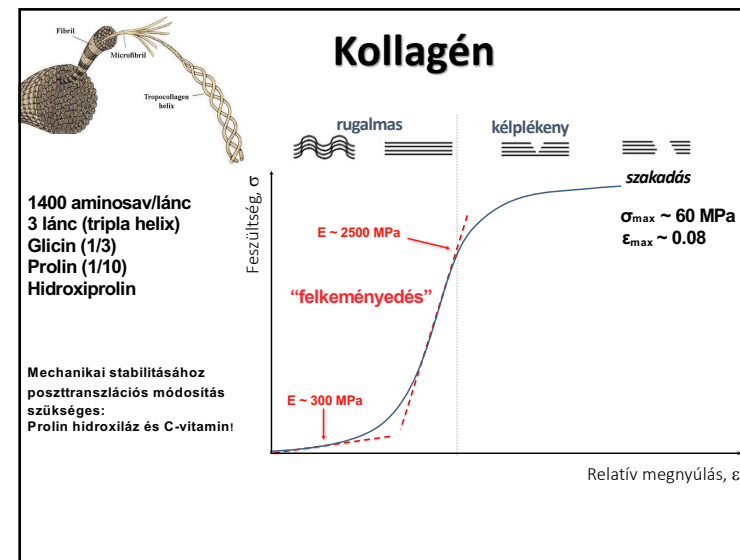 Kollagén
Fibril
Microfibril
Tropocollagen
helix
1400 aminosav/lánc
3 lánc (tripla helix)
Glicin (1/3)
Prolin (1/10)
Hidroxiprolin
Mechanikai stabilitásához
poszttranszlációs módosítás
szükséges:
Prolin hidroxiláz és C-vitamin!
rugalmas
kélplékeny
szakadás
σmax ~ 60 MPa
εmax ~ 0.08
Feszültség, σ
E ~ 2500 MPa
“felkeményedés”
E ~ 300 MPa
Relatív megnyúlás, ε